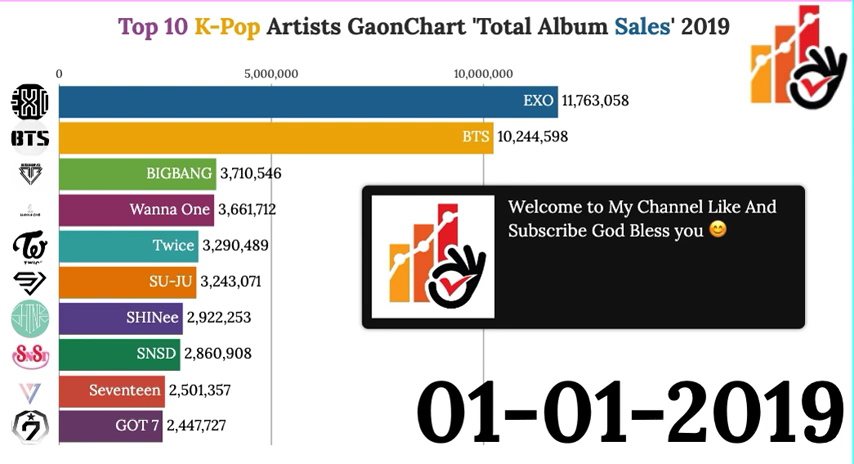 Top 10 K-Pop Artists GaonChart 'Total Album Sales' 2019
0 5,000,000 10,000,000
EXO 11,763,058
BTS BTS 10,244,598
BIGBANG 3,710,546
Wanna One 3,661,712
Twice 3,290,489
SU-JU 3,243,071
SHINee 2,922,253
SNSD 2,860,908
Seventeen 2,501,357
GOT 7 2,447,727
Welcome to My Channel Like And
Subscribe God Bless you 😊
01-01-2019